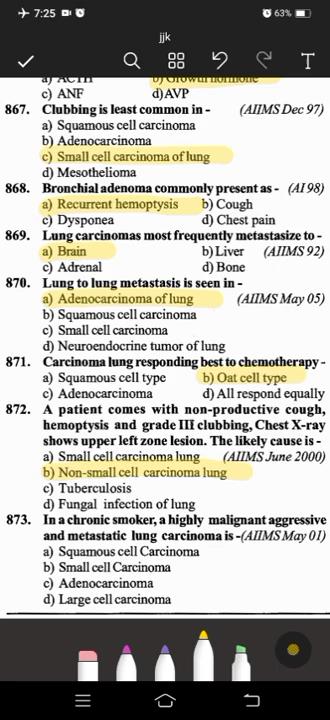 7:25
63%
jjk
T
a) ACTH b) Growth hormone
c) ANF d)AVP
867. Clubbing is least common in - (AIIMS Dec 97)
a) Squamous cell carcinoma
b) Adenocarcinoma
c) Small cell carcinoma of lung
d) Mesothelioma
868. Bronchial adenoma commonly present as - (AI 98)
a) Recurrent hemoptysis b) Cough
c) Dysponea d) Chest pain
869. Lung carcinomas most frequently metastasize to -
a) Brain b) Liver (AIIMS 92)
c) Adrenal d) Bone
870. Lung to lung metastasis is seen in -
a) Adenocarcinoma of lung (AIIMS May 05)
b) Squamous cell carcinoma
c) Small cell carcinoma
d) Neuroendocrine tumor of lung
871. Carcinoma lung responding best to chemotherapy -
a) Squamous cell type b) Oat cell type
c) Adenocarcinoma d) All respond equally
872. A patient comes with non-productive cough,
hemoptysis and grade III clubbing, Chest X-ray
shows upper left zone lesion. The likely cause is -
a) Small cell carcinoma lung (AIIMS June 2000)
b) Non-small cell carcinoma lung
c) Tuberculosis
d) Fungal infection of lung
873. In a chronic smoker, a highly malignant aggressive
and metastatic lung carcinoma is -(AIIMS May 01)
a) Squamous cell Carcinoma
b) Small cell Carcinoma
c) Adenocarcinoma
d) Large cell carcinoma